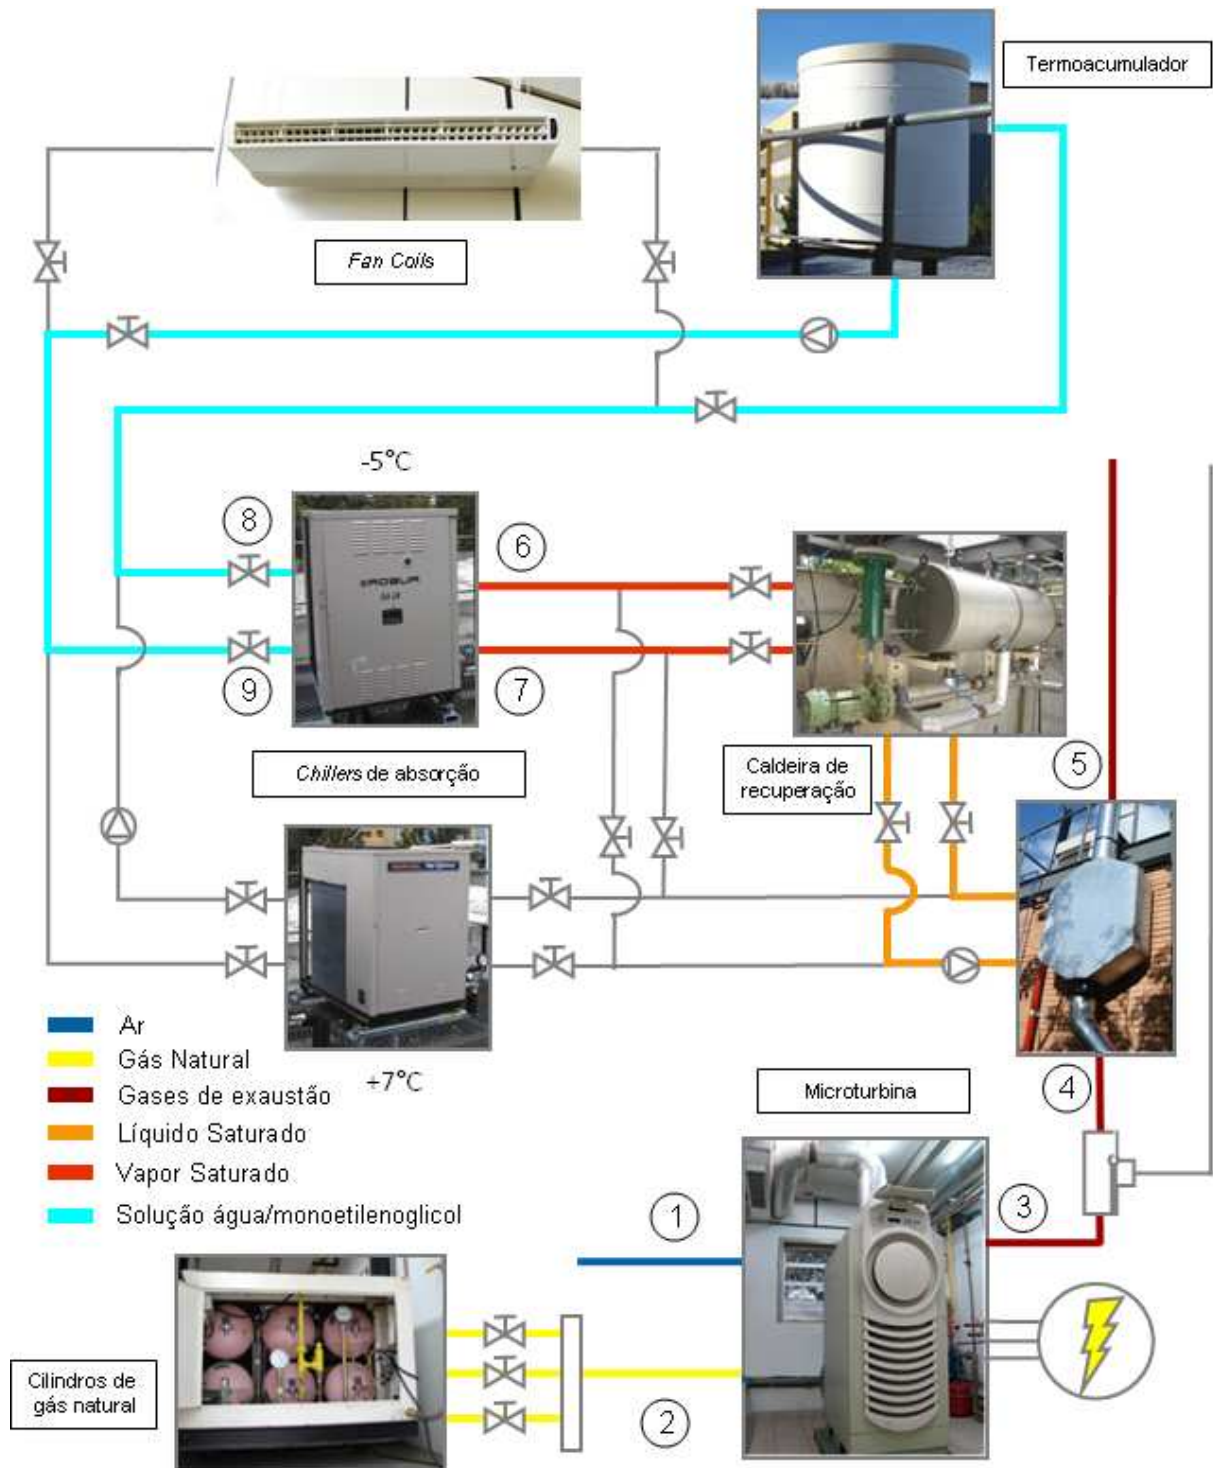 Termoacumulador
Fan Coils
-5°C
8
6
ROBUR
9
7
Chillers de absorção
Caldeira de
recuperação
5
+7°C
Ar
Gás Natural
Gases de exaustão
Líquido Saturado
Vapor Saturado
Solução água/monoetilenoglicol
Microturbina
4
3
1
Cilindros de
gás natural
2